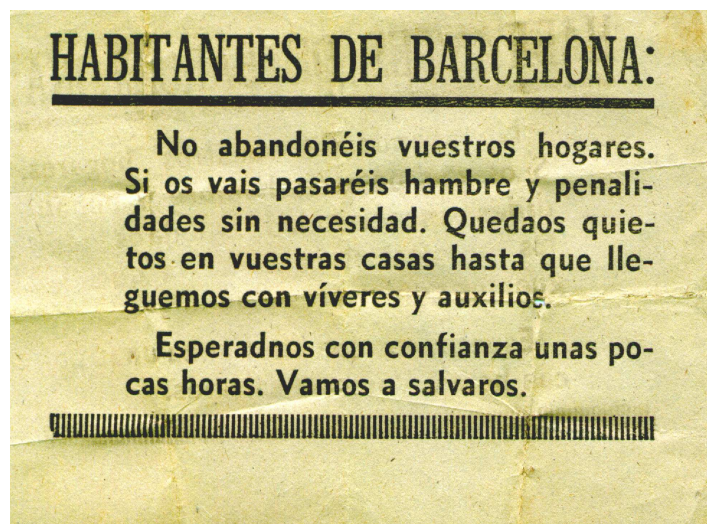 HABITANTES DE BARCELONA:
No abandonéis vuestros hogares.
Si os vais pasaréis hambre y penali-
dades sin necesidad. Quedaos quie-
tos en vuestras casas hasta que lle-
guemos con víveres y auxilios.
Esperadnos con confianza unas po-
cas horas. Vamos a salvaros.